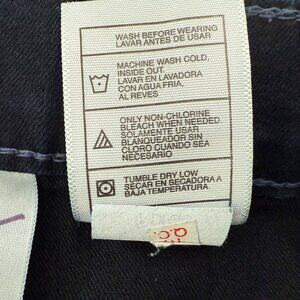 WASH BEFORE WEARING
LAVAR ANTES DE USAR
MACHINE WASH COLD,
INSIDE OUT.
LAVAR EN LAVADORA
CON AGUA FRIA,
AL REVES
ONLY NON-CHLORINE
BLEACH WHEN NEEDED.
SOLAMENTE USAR
BLANQUEADOR SIN
CLORO CUANDO SEA
NECESARIO
TUMBLE DRY LOW
SECAR EN SECADORA A
BAJA TEMPERATURA.
Q.C.